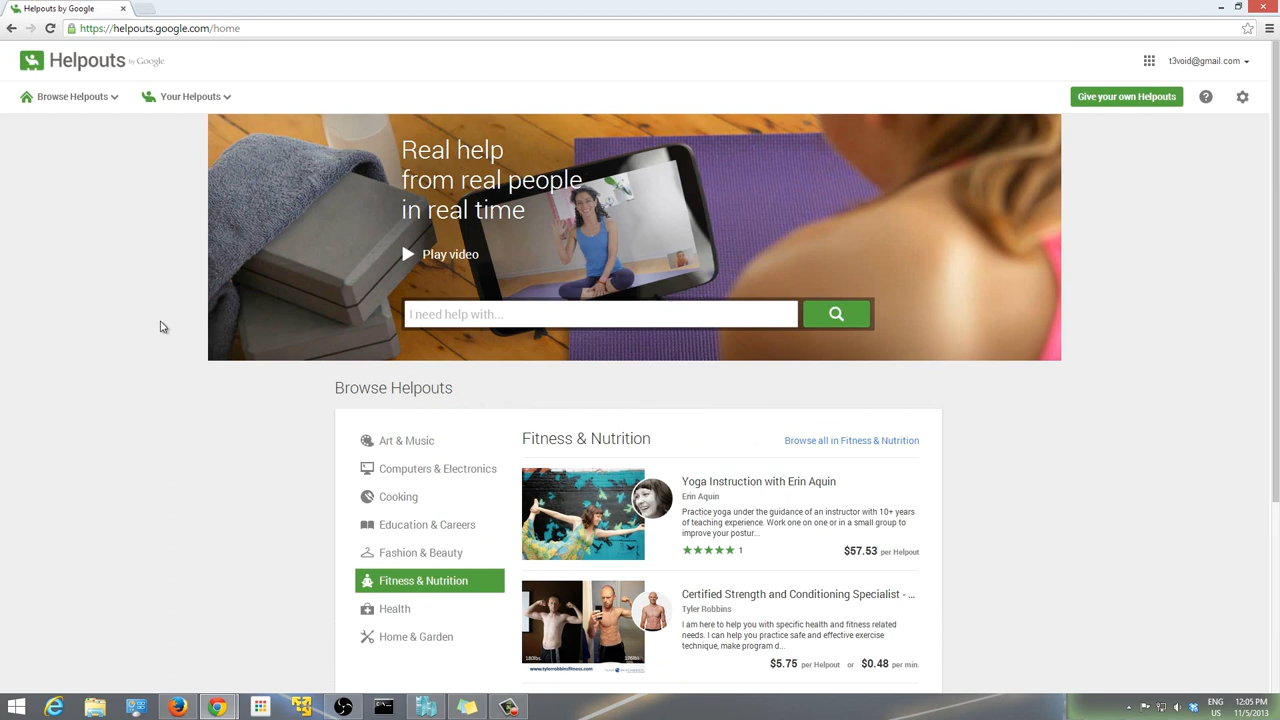 Helpouts by Google
https://helpouts.google.com/home
Helpouts by Google
t3void@gmail.com
Browse Helpouts
Your Helpouts
Give your own Helpouts
Real help
from real people
in real time
Play video
I need help with...
Browse Helpouts
Art & Music
Computers & Electronics
Cooking
Education & Careers
Fashion & Beauty
Fitness & Nutrition
Health
Home & Garden
Fitness & Nutrition
Browse all in Fitness & Nutrition
Yoga Instruction with Erin Aquin
Erin Aquin
Practice yoga under the guidance of an instructor with 10+ years
of teaching experience. Work one on one or in a small group to
improve your postur...
1
$57.53 per Helpout
Certified Strength and Conditioning Specialist - ...
Tyler Robbins
I am here to help you with specific health and fitness related
needs. I can help you practice safe and effective exercise
technique, make program d...
$5.75 per Helpout or $0.48 per min.
180lbs.
www.tylerrobbinsfitness.com
ENG
US
12:05 PM
11/5/2013